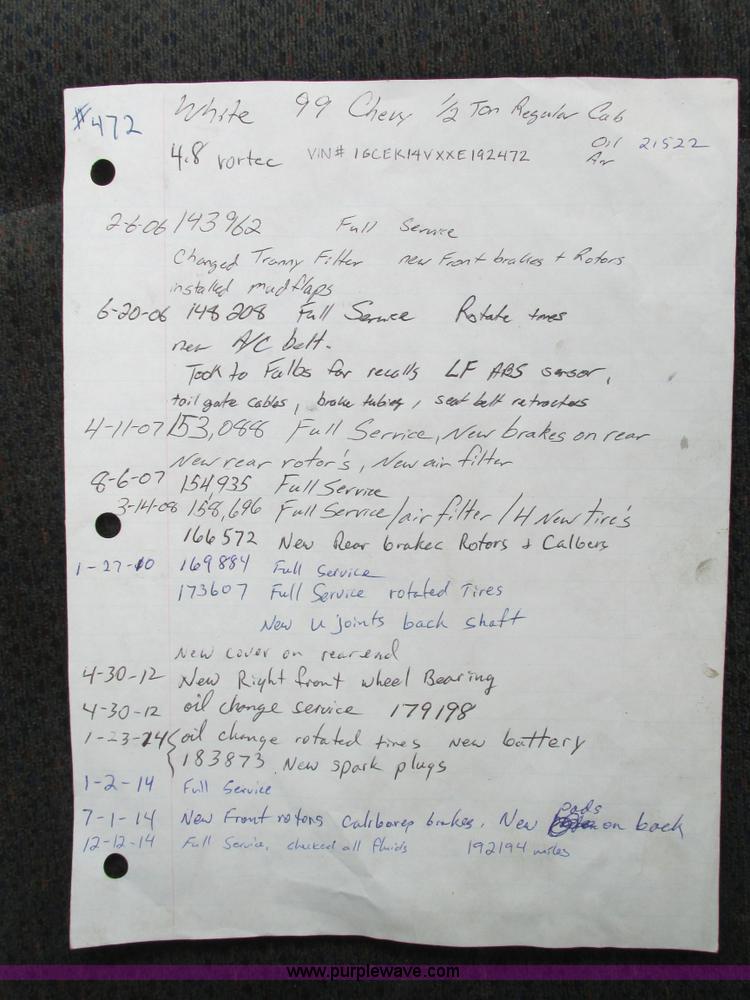 #472
White 99 Chevy 1/2 Ton Regular Cab
4.8 vortec VIN# 1GCEK14VXXE192472 Oil 21522
Air
2-6-06 143962 Full Service
Changed Tranny Filter new Front brakes + Rotors
installed mudflaps
6-20-06 148208 Full Service Rotate tires
new A/C belt.
Took to for recalls LF ABS sensor,
tailgate cables, brake tubing, seat belt retractors
4-11-07 153,088 Full Service, New brakes on rear
New rear rotor's, New air filter
8-6-07 154,935 Full Service
3-14-08 158,696 Full Service/air filter/4 New tire's
166572 New Rear brakec Rotors + Calbers
1-27-10 169884 Full Service
173607 Full Service rotated Tires
New u joints back shaft
New cover on rearend
4-30-12 New Right front wheel Bearing
4-30-12 oil change service 179198
1-23-14 oil change rotated tires New battery
183873 New spark plugs
1-2-14 Full Service
7-1-14 New Front rotors brakes, New Pads on back
12-12-14 Full Service, checked all fluids 192194 miles
www.purplewave.com